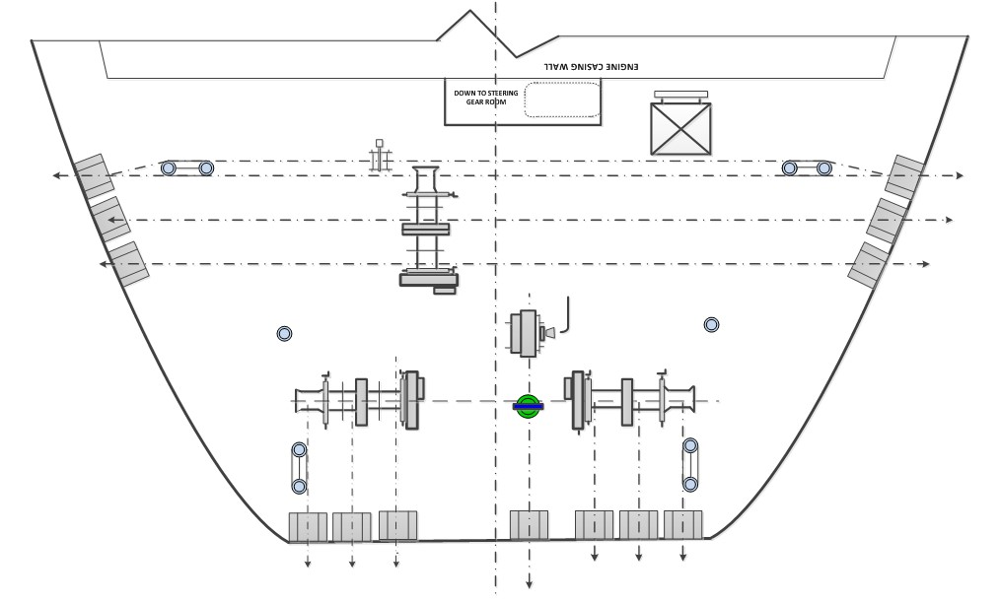 ENGINE CASING WALL
DOWN TO STEERING
GEAR ROOM